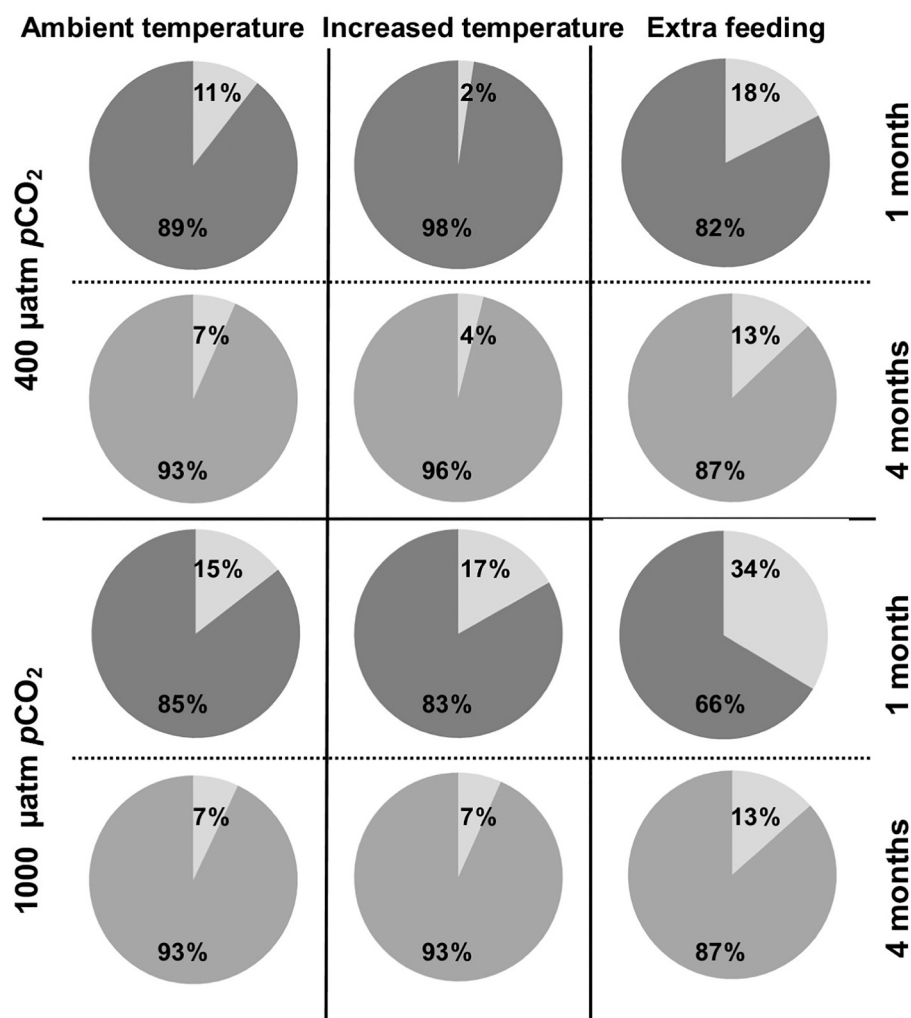 Ambient temperature Increased temperature Extra feeding
11% 2% 18%
89% 98% 82%
1 month
400 µatm pCO2
7% 4% 13%
93% 96% 87%
4 months
15% 17% 34%
85% 83% 66%
1 month
1000 µatm pCO2
7% 7% 13%
93% 93% 87%
4 months